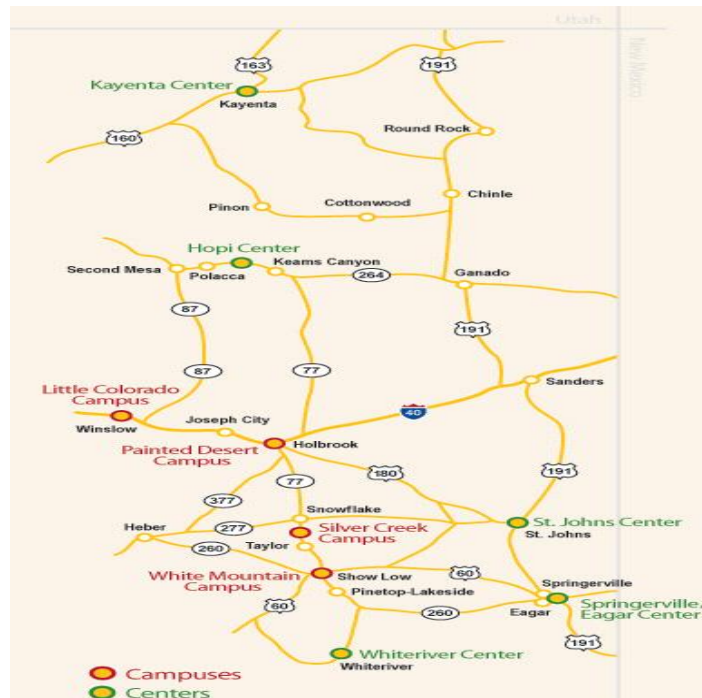 Utah
New Mexico
163
191
Kayenta Center
Kayenta
Round Rock
160
Chinle
Cottonwood
Pinon
Hopi Center
Second Mesa
Polacca
Keams Canyon
264
Ganado
87
191
87
77
Little Colorado
Campus
Sanders
40
Winslow
Joseph City
Holbrook
Painted Desert
Campus
180
191
77
377
Snowflake
Heber
277
Silver Creek
Campus
St. Johns Center
St. Johns
260
Taylor
White Mountain
Campus
Show Low
60
Pinetop-Lakeside
Springerville
60
260
Eagar
Springerville/
Eagar Center
191
Whiteriver Center
Whiteriver
Campuses
Centers